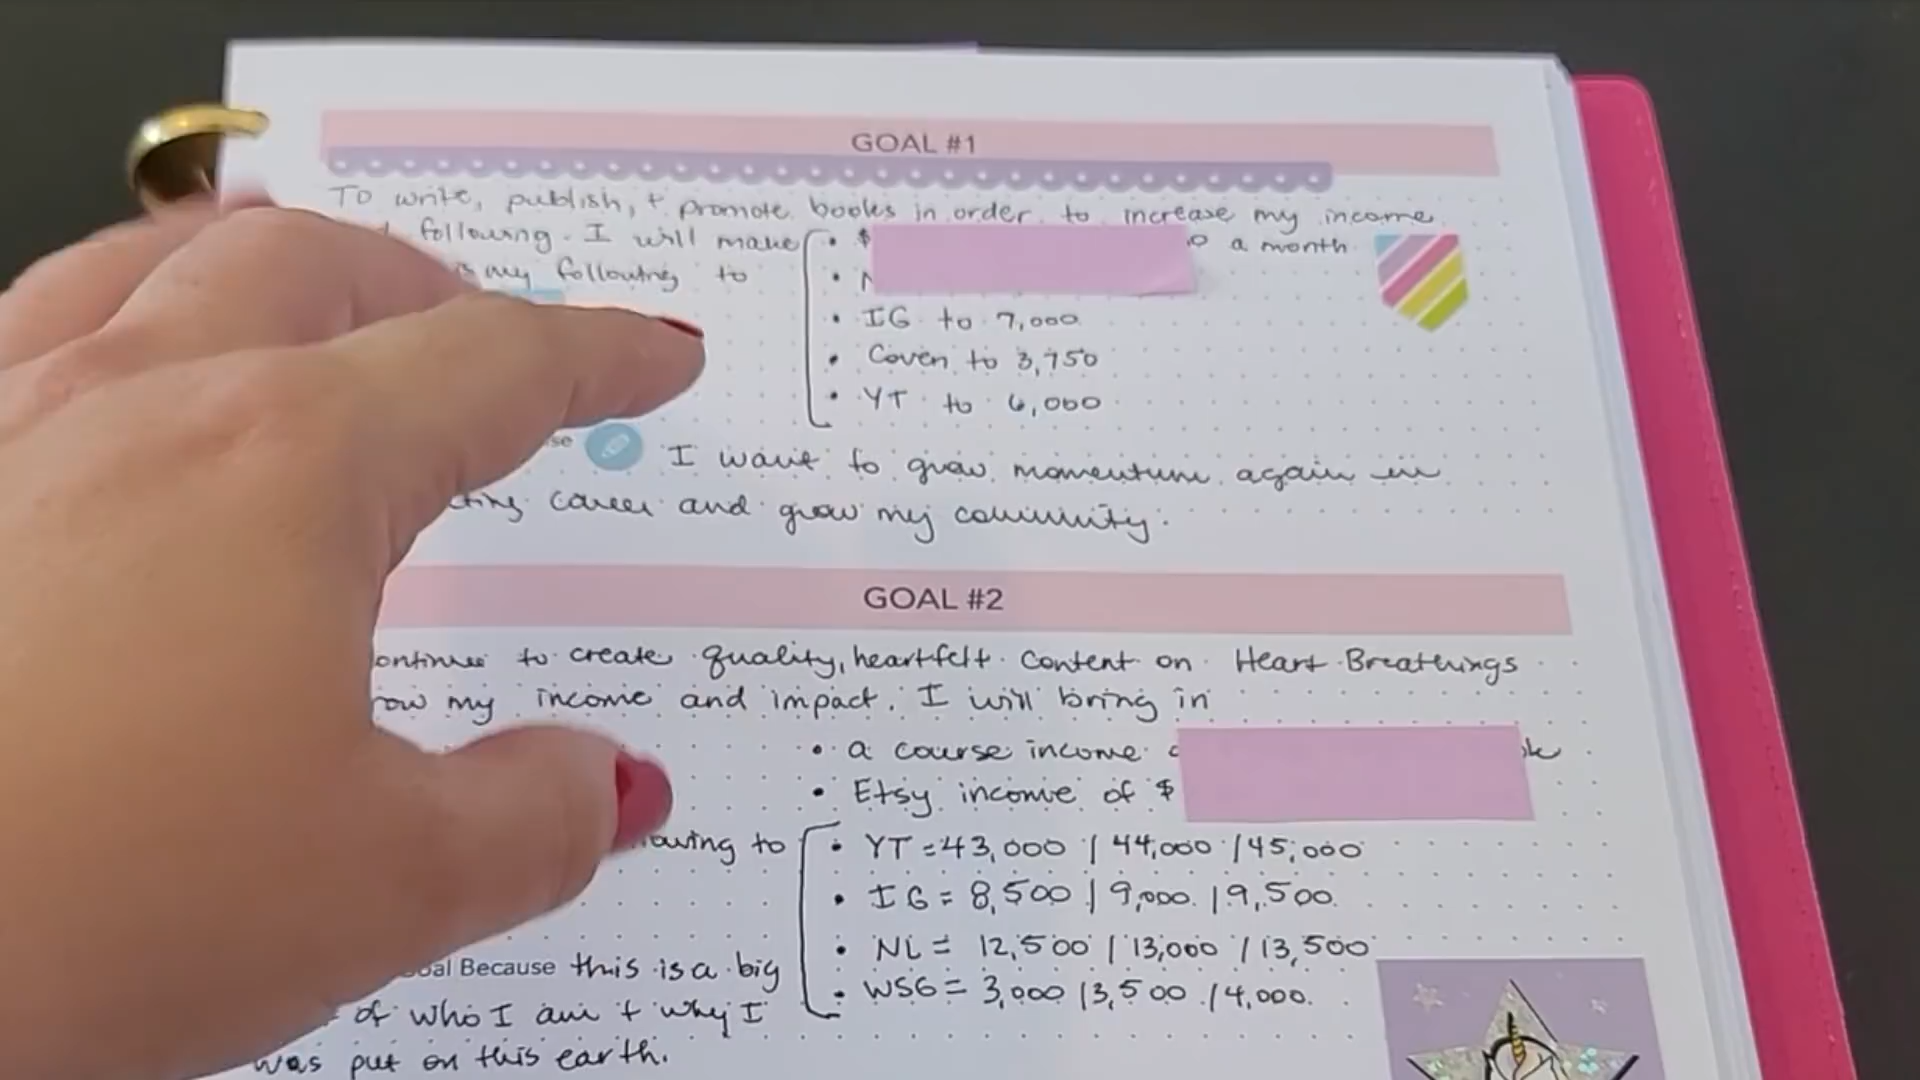 GOAL #1
To write, publish, + promote books in order to increase my income
following. I will make • $ a month
my following to •
• IG to 7,000
• Coven to 3,750
• YT to 6,000
I want to grow momentum again in
career and grow my community.
GOAL #2
to create quality, heartfelt content on Heart Breathings
my income and impact. I will bring in
• a course income
• Etsy income of $
to • YT = 43,000 / 44,000 / 45,000
• IG = 8,500 / 9,000 / 9,500
• NL = 12,500 / 13,000 / 13,500
Because this is a big • WSG = 3,000 / 3,500 / 4,000
of who I am + why I
was put on this earth.